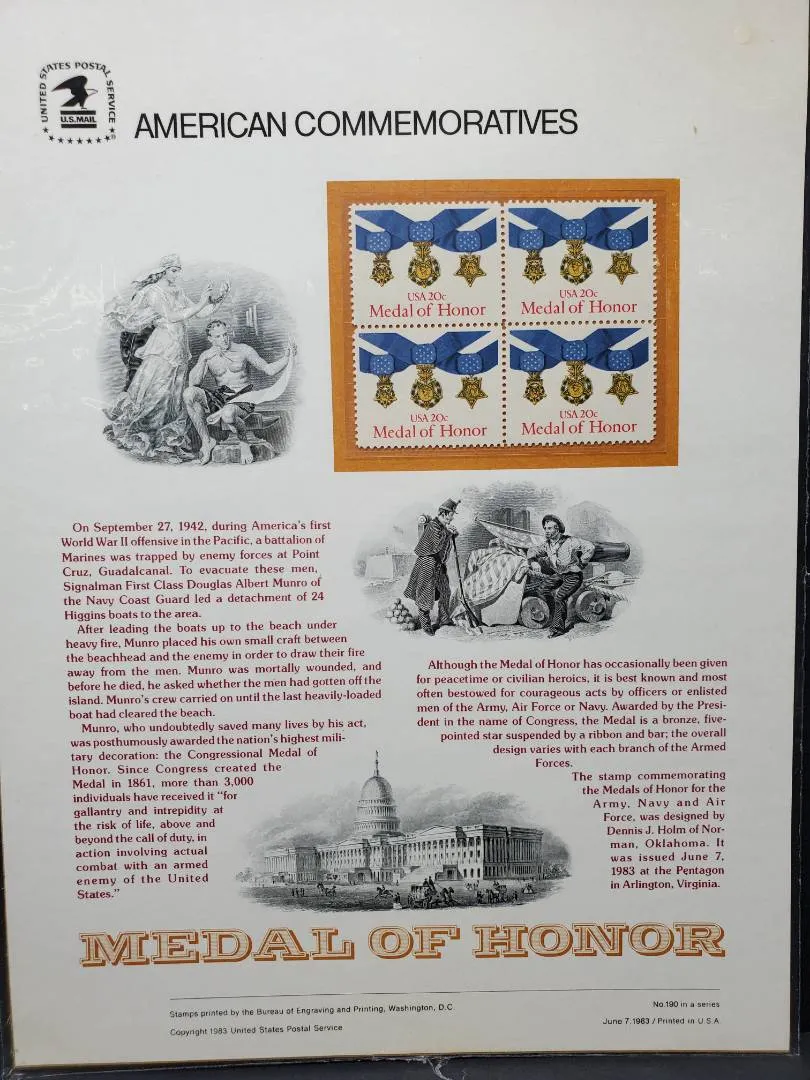 UNITED STATES POSTAL SERVICE
U.S.MAIL
AMERICAN COMMEMORATIVES
USA 20c
Medal of Honor
USA 20c
Medal of Honor
USA 20c
Medal of Honor
USA 20c
Medal of Honor
On September 27, 1942, during America's first
World War II offensive in the Pacific, a battalion of
Marines was trapped by enemy forces at Point
Cruz, Guadalcanal. To evacuate these men,
Signalman First Class Douglas Albert Munro of
the Navy Coast Guard led a detachment of 24
Higgins boats to the area.
After leading the boats up to the beach under
heavy fire, Munro placed his own small craft between
the beachhead and the enemy in order to draw their fire
away from the men. Munro was mortally wounded, and
before he died, he asked whether the men had gotten off the
island. Munro's crew carried on until the last heavily-loaded
boat had cleared the beach.
Munro, who undoubtedly saved many lives by his act,
was posthumously awarded the nation's highest mili-
tary decoration: the Congressional Medal of
Honor. Since Congress created the
Medal in 1861, more than 3,000
individuals have received it "for
gallantry and intrepidity at
the risk of life, above and
beyond the call of duty, in
action involving actual
combat with an armed
enemy of the United
States."
Although the Medal of Honor has occasionally been given
for peacetime or civilian heroics, it is best known and most
often bestowed for courageous acts by officers or enlisted
men of the Army, Air Force or Navy. Awarded by the Presi-
dent in the name of Congress, the Medal is a bronze, five-
pointed star suspended by a ribbon and bar; the overall
design varies with each branch of the Armed
Forces.
The stamp commemorating
the Medals of Honor for the
Army, Navy and Air
Force, was designed by
Dennis J. Holm of Nor-
man, Oklahoma. It
was issued June 7,
1983 at the Pentagon
in Arlington, Virginia.
MEDAL OF HONOR
Stamps printed by the Bureau of Engraving and Printing, Washington, D.C.
Copyright 1983 United States Postal Service
No.190 in a series
June 7, 1983 / Printed in U.S.A.